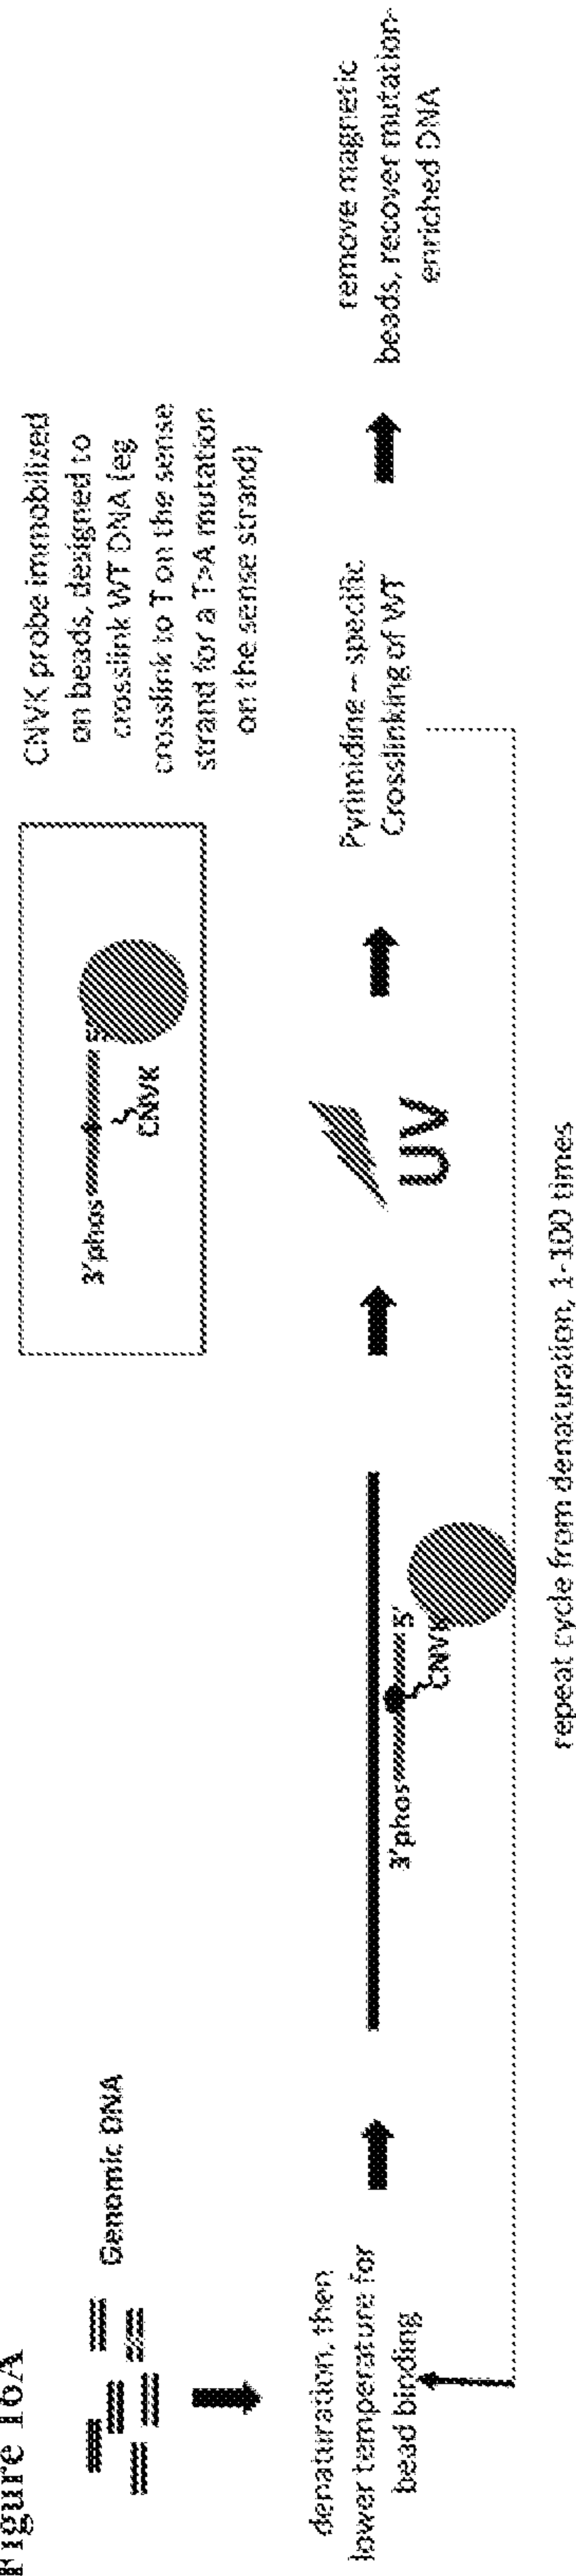 Figure 16A
Genomic DNA
3'phos
5'
CNVK
CNVK probe immobilized
on beads, designed to
crosslink WT DNA (eg
crosslink to T on the sense
strand for a T>A mutation
on the sense strand)
denaturation, then
lower temperature for
bead binding
3'phos
5'
CNVK
UV
Pyrimidine – specific
Crosslinking of WT
remove magnetic
beads, recover mutation-
enriched DNA
repeat cycle from denaturation, 1-100 times